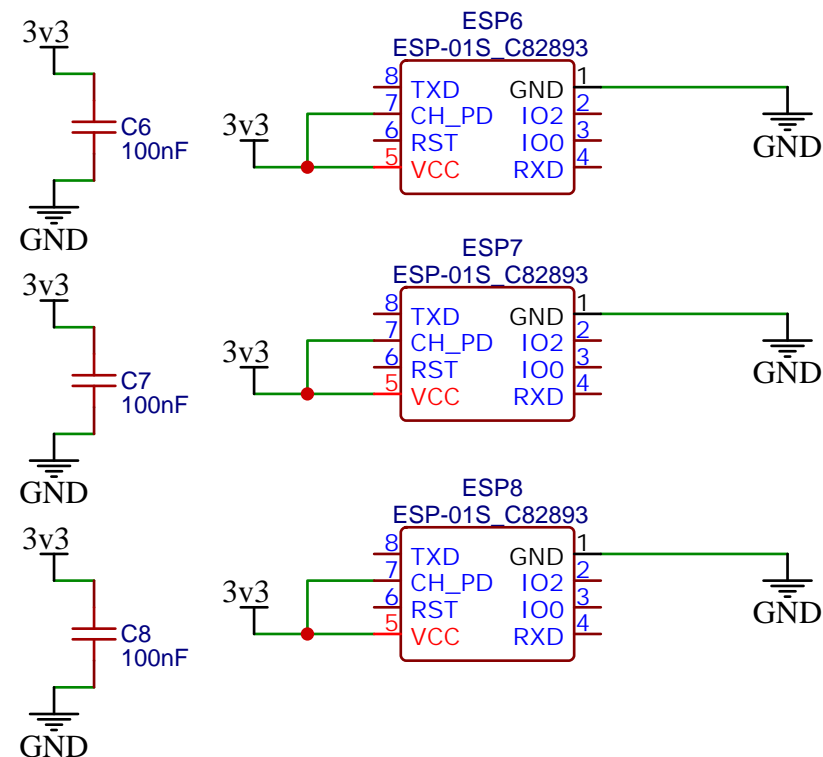 3v3
C6
100nF
GND
ESP6
ESP-01S_C82893
3v3
8 TXD GND 1
7 CH_PD IO2 2
6 RST IO0 3
5 VCC RXD 4
GND
3v3
C7
100nF
GND
ESP7
ESP-01S_C82893
3v3
8 TXD GND 1
7 CH_PD IO2 2
6 RST IO0 3
5 VCC RXD 4
GND
3v3
C8
100nF
GND
ESP8
ESP-01S_C82893
3v3
8 TXD GND 1
7 CH_PD IO2 2
6 RST IO0 3
5 VCC RXD 4
GND